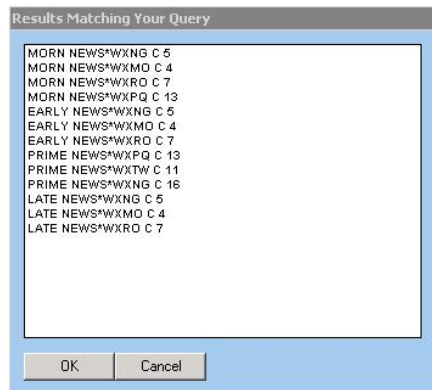 Results Matching Your Query
MORN NEWS*WXNG C 5
MORN NEWS*WXMO C 4
MORN NEWS*WXRO C 7
MORN NEWS*WXPQ C 13
EARLY NEWS*WXNG C 5
EARLY NEWS*WXMO C 4
EARLY NEWS*WXRO C 7
PRIME NEWS*WXPQ C 13
PRIME NEWS*WXTW C 11
PRIME NEWS*WXNG C 16
LATE NEWS*WXNG C 5
LATE NEWS*WXMO C 4
LATE NEWS*WXRO C 7
OK Cancel